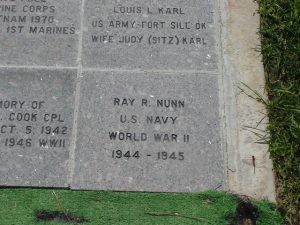 INE CORPS
TNAM 1970
1ST MARINES
LOUIS L KARL
US ARMY-FORT SILL OK
WIFE JUDY (SITZ) KARL
MORY OF
COOK CPL
CT 5, 1942
1946 WWII
RAY R. NUNN
U.S NAVY
WORLD WAR II
1944 - 1945